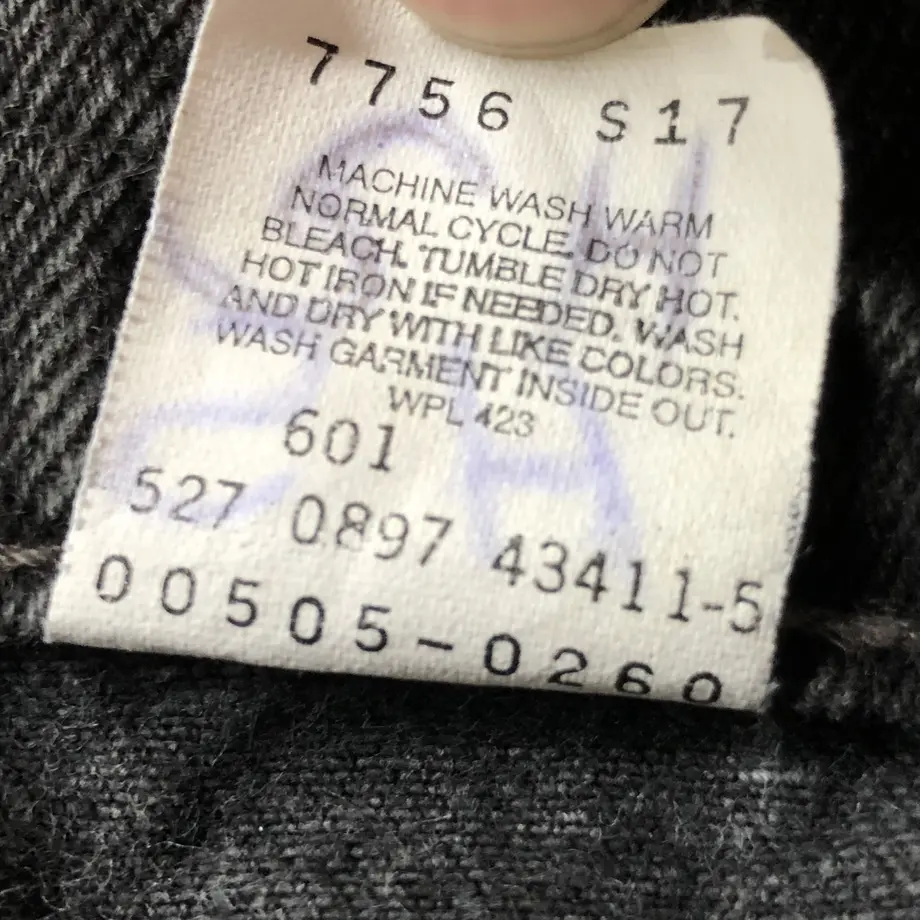 7756 S17
MACHINE WASH WARM
NORMAL CYCLE. DO NOT
BLEACH. TUMBLE DRY HOT.
HOT IRON IF NEEDED. WASH
AND DRY WITH LIKE COLORS.
WASH GARMENT INSIDE OUT.
WPL 423
601
527 0897 43411-5
00505-0260